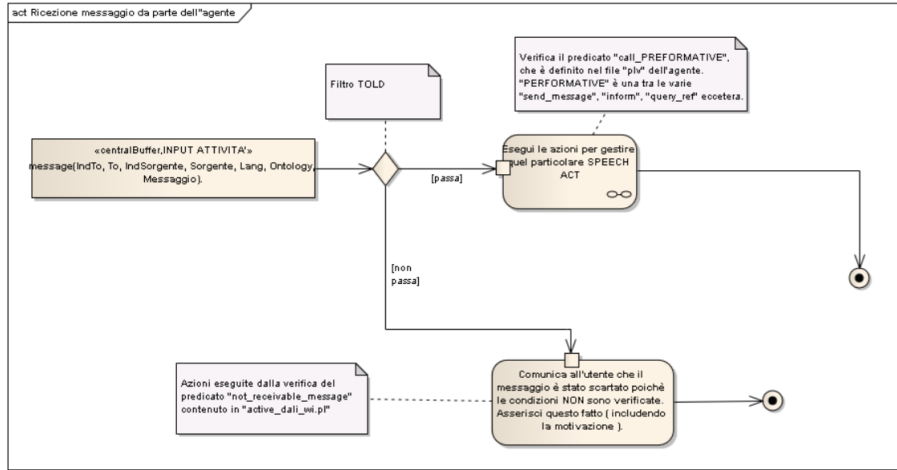 act Ricezione messaggio da parte dell"agente
Verifica il predicato "call_PREFORMATIVE",
che è definito nel file "plv" dell'agente.
"PERFORMATIVE" è una tra le varie
"send_message", "inform", "query_ref" eccetera.
Filtro TOLD
«centralBuffer,INPUT ATTIVITA'»
message(IndTo, To, IndSorgente, Sorgente, Lang, Ontology,
Messaggio).
Esegui le azioni per gestire
quel particolare SPEECH
ACT
[passa]
[non
passa]
Azioni eseguite dalla verifica del
predicato "not_receivable_message"
contenuto in "active_dali_wi.pl"
Comunica all'utente che il
messaggio è stato scartato poichè
le condizioni NON sono verificate.
Asserisci questo fatto ( includendo
la motivazione ).